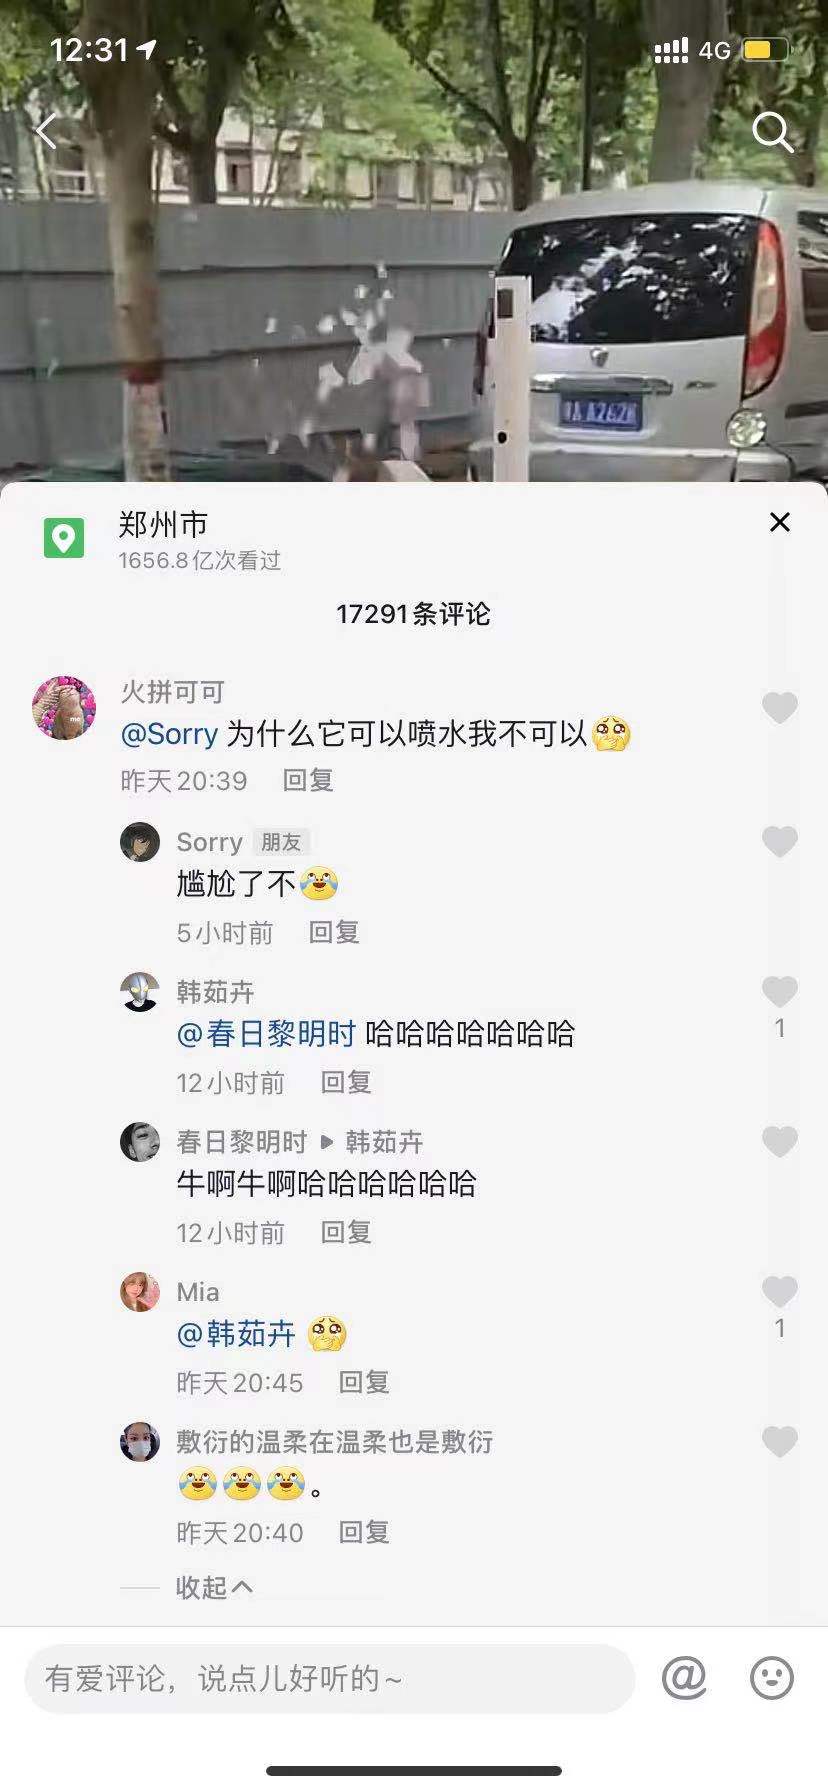 12:31
4G
郑州市
1656.8亿次看过
17291条评论
火拼可可
@Sorry 为什么它可以喷水我不可以
昨天20:39 回复
Sorry 朋友
尴尬了不
5小时前 回复
韩茹卉
@春日黎明时 哈哈哈哈哈哈哈
1
12小时前 回复
春日黎明时 ▸ 韩茹卉
牛啊牛啊哈哈哈哈哈哈
12小时前 回复
Mia
@韩茹卉
1
昨天20:45 回复
敷衍的温柔在温柔也是敷衍
。
昨天20:40 回复
收起
有爱评论，说点儿好听的~
@